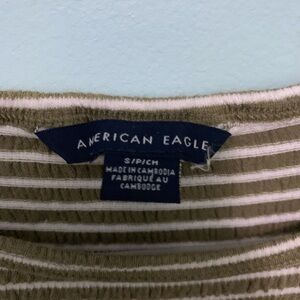 AMERICAN EAGLE
S/P/CH
MADE IN CAMBODIA
FABRIQUÉ AU
CAMBODGE